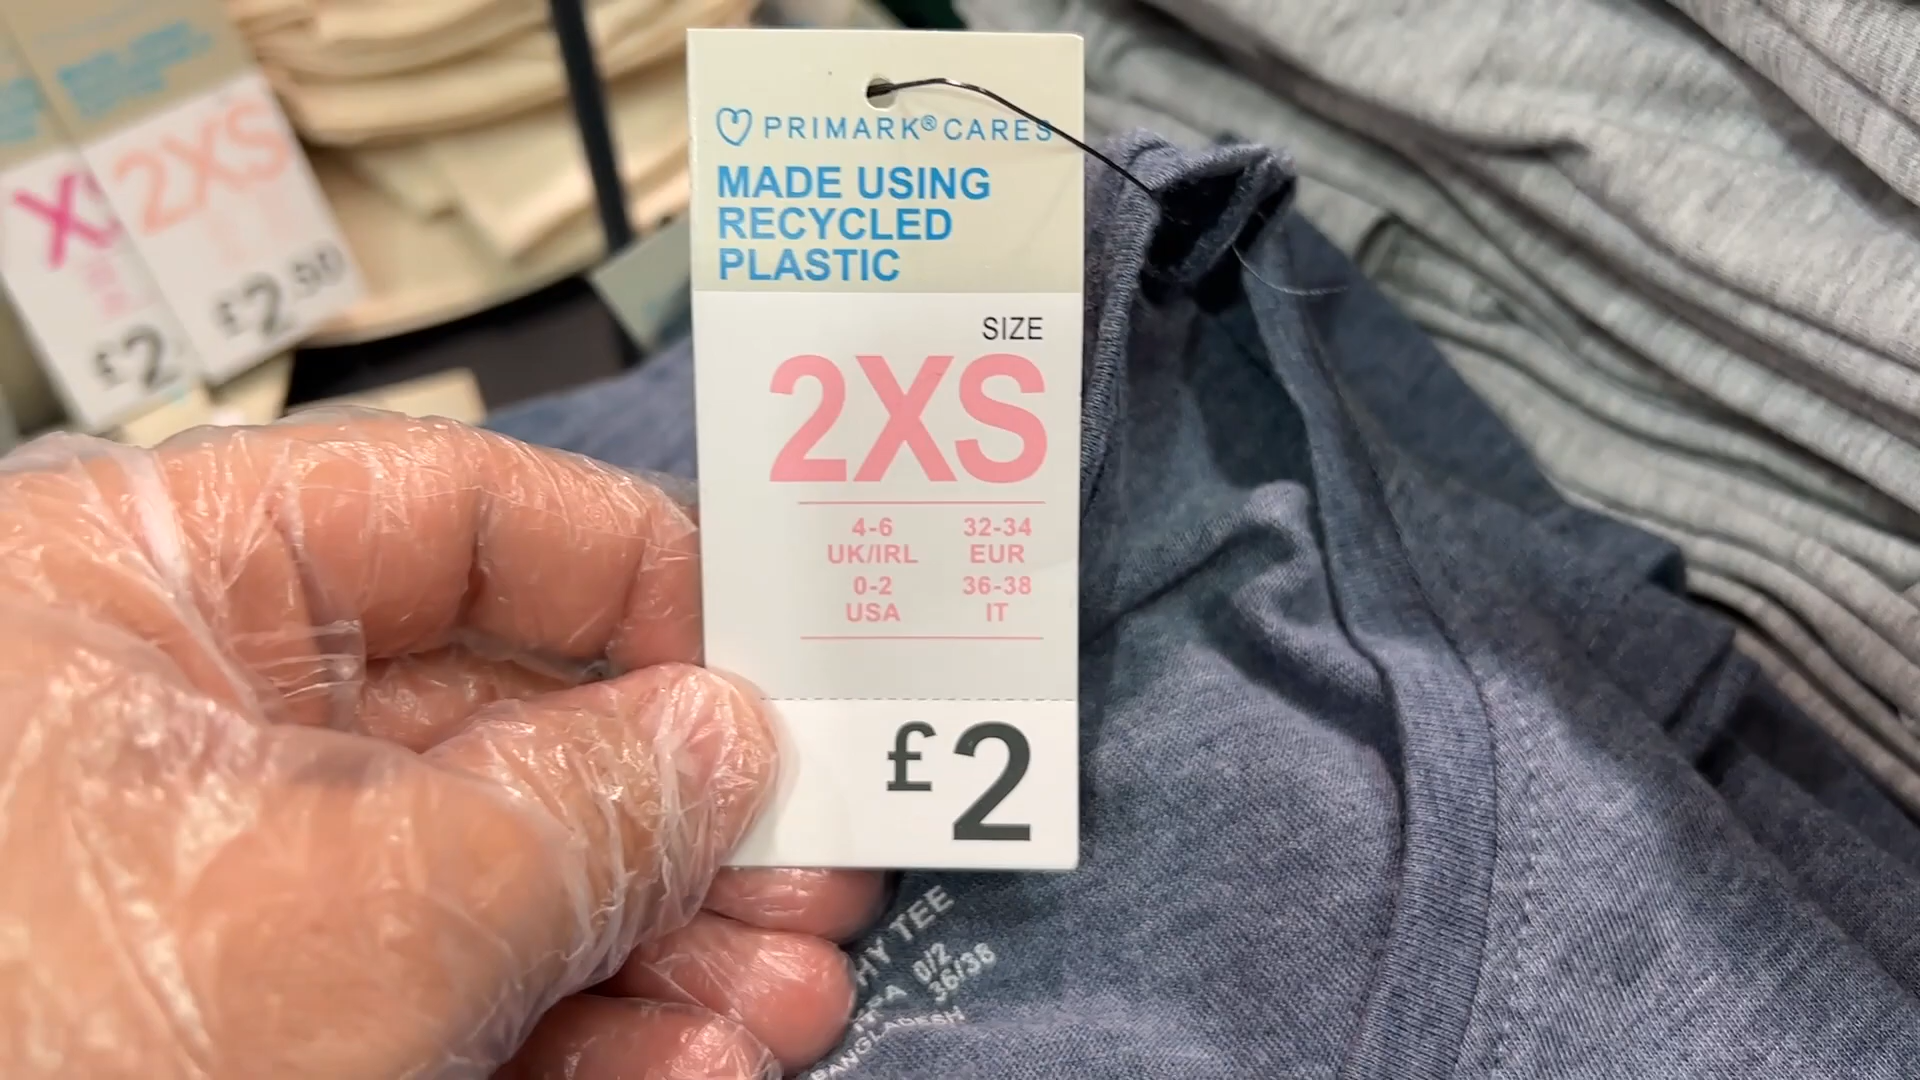 PRIMARK® CARES
MADE USING
RECYCLED
PLASTIC
SIZE
2XS
4-6 32-34
UK/IRL EUR
0-2 36-38
USA IT
£2
2XS
£2.50
£2
HY TEE
0/2
36/38
BANGLADESH